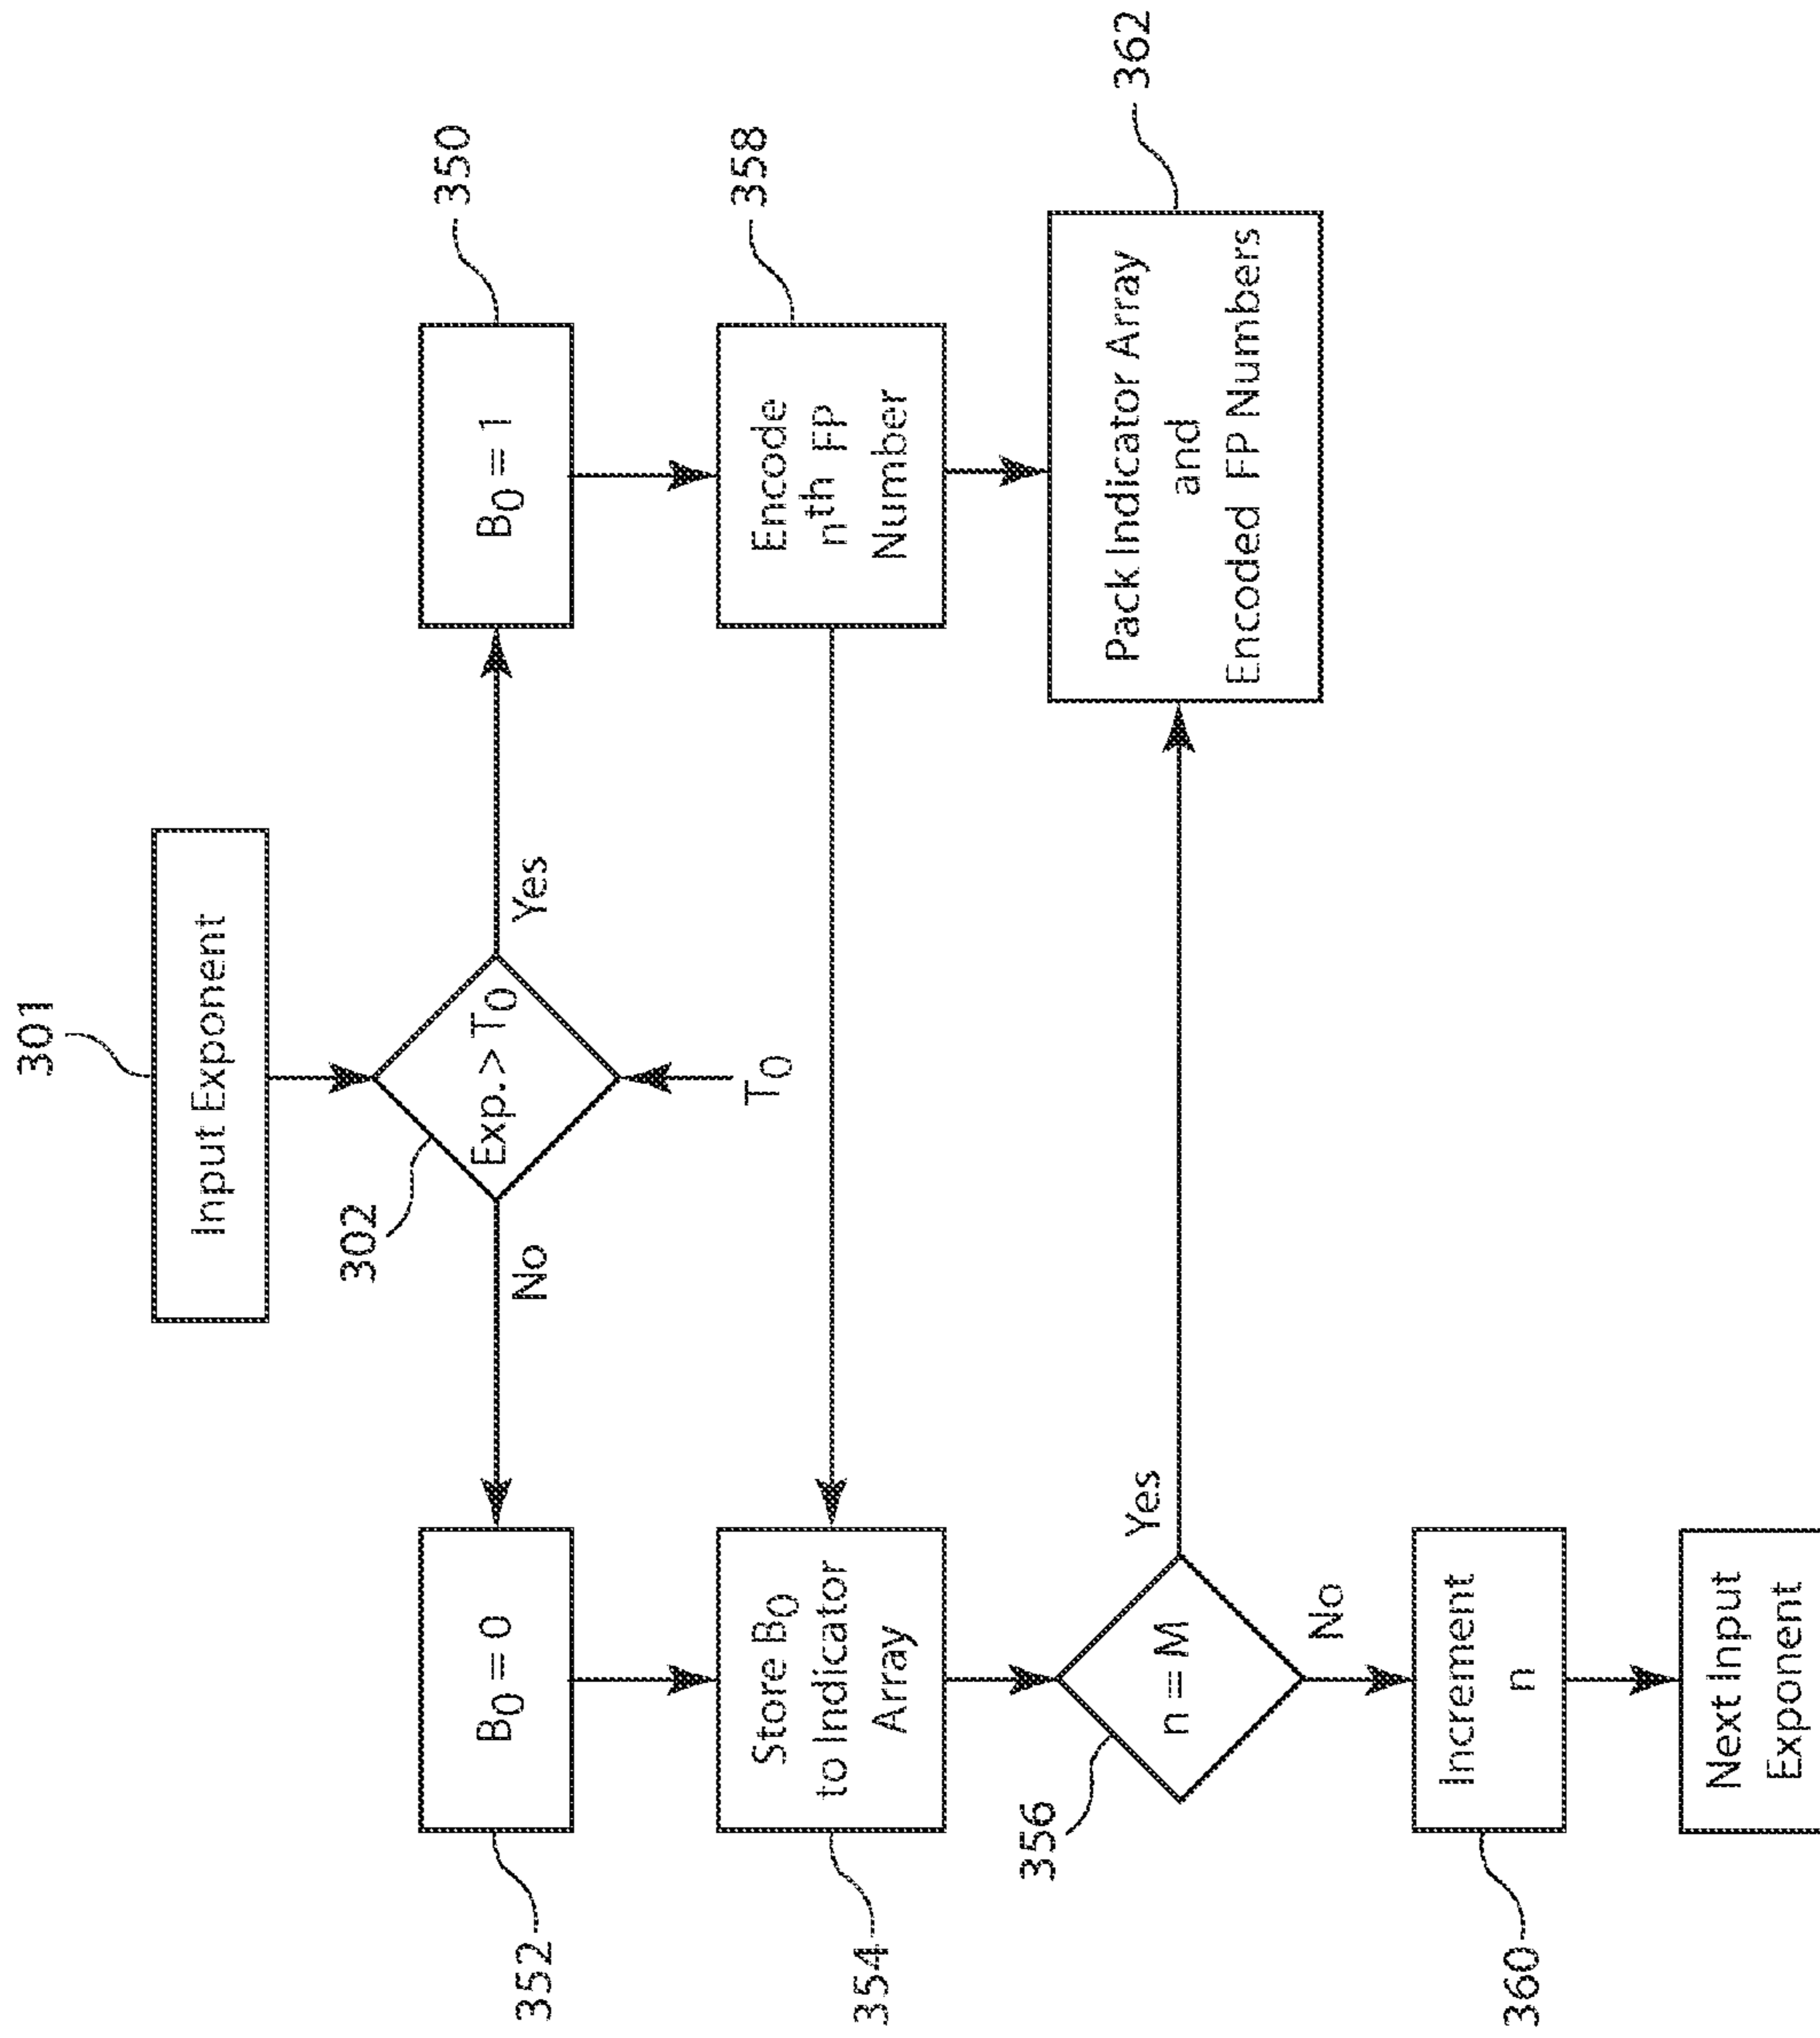 301
Input Exponent
302
Exp. > T0
No
Yes
T0
352
B0 = 0
B0 = 1
350
354
Store B0
to Indicator
Array
Encode
nth FP
Number
358
356
n = M
Yes
No
Pack Indicator Array
and
Encoded FP Numbers
362
360
Increment
n
Next Input
Exponent